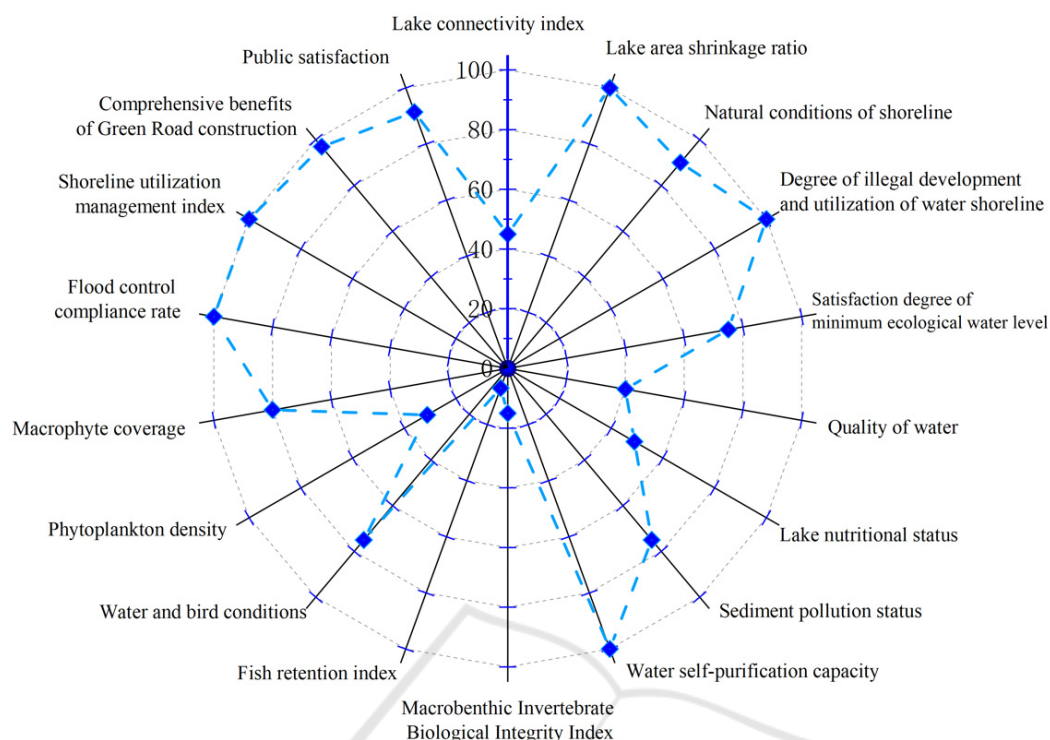 Lake connectivity index
Lake area shrinkage ratio
Public satisfaction
100
Comprehensive benefits
of Green Road construction
Natural conditions of shoreline
80
Shoreline utilization
management index
Degree of illegal development
and utilization of water shoreline
60
40
Flood control
compliance rate
Satisfaction degree of
minimum ecological water level
20
0
Macrophyte coverage
Quality of water
Phytoplankton density
Lake nutritional status
Water and bird conditions
Sediment pollution status
Fish retention index
Water self-purification capacity
Macrobenthic Invertebrate
Biological Integrity Index